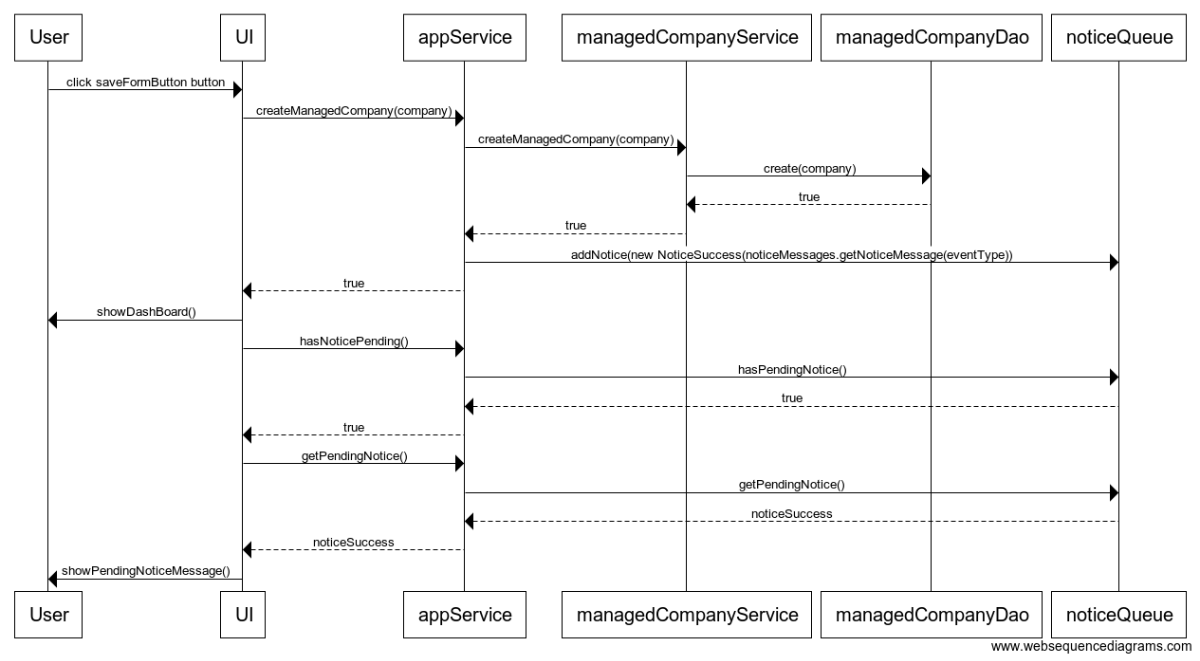 User UI appService managedCompanyService managedCompanyDao noticeQueue
click saveFormButton button
createManagedCompany(company)
createManagedCompany(company)
create(company)
true
true
addNotice(new NoticeSuccess(noticeMessages.getNoticeMessage(eventType))
true
showDashBoard()
hasNoticePending()
hasPendingNotice()
true
true
getPendingNotice()
getPendingNotice()
noticeSuccess
noticeSuccess
showPendingNoticeMessage()
User UI appService managedCompanyService managedCompanyDao noticeQueue
www.websequencediagrams.com